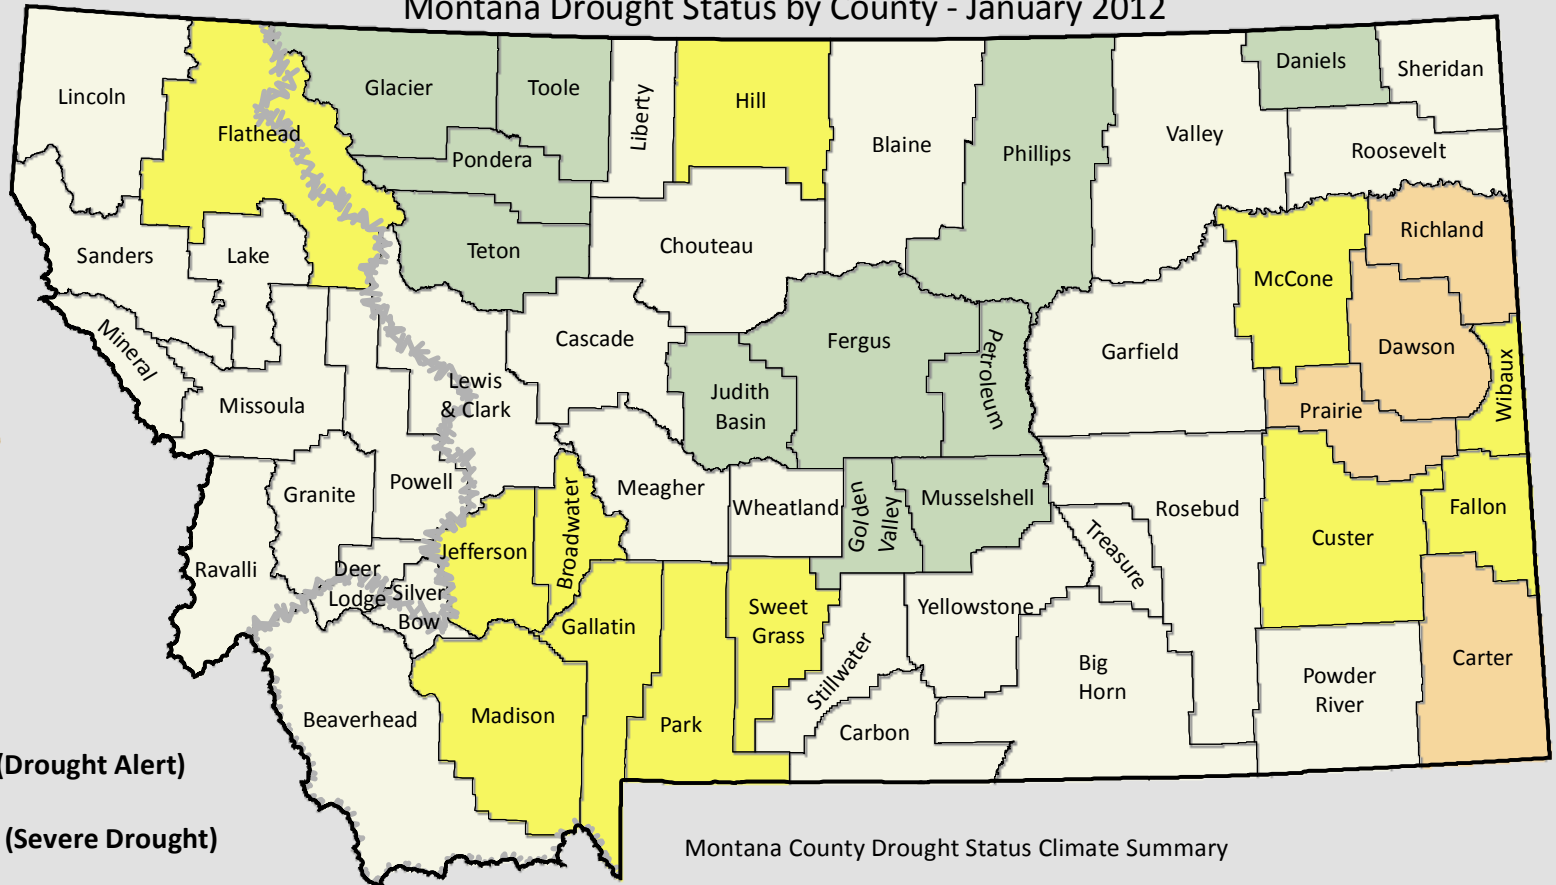 Montana Drought Status by County - January 2012
Lincoln
Flathead
Glacier
Toole
Liberty
Hill
Blaine
Phillips
Valley
Daniels
Sheridan
Roosevelt
Pondera
Teton
Chouteau
Sanders
Lake
Richland
McCone
Mineral
Cascade
Fergus
Petroleum
Garfield
Dawson
Wibaux
Missoula
Lewis
& Clark
Judith
Basin
Prairie
Granite
Powell
Meagher
Wheatland
Golden
Valley
Musselshell
Rosebud
Fallon
Ravalli
Deer
Lodge
Silver
Bow
Jefferson
Broadwater
Treasure
Custer
Gallatin
Sweet
Grass
Yellowstone
Stillwater
Big
Horn
Powder
River
Carter
Beaverhead
Madison
Park
Carbon
(Drought Alert)
(Severe Drought)
Montana County Drought Status Climate Summary